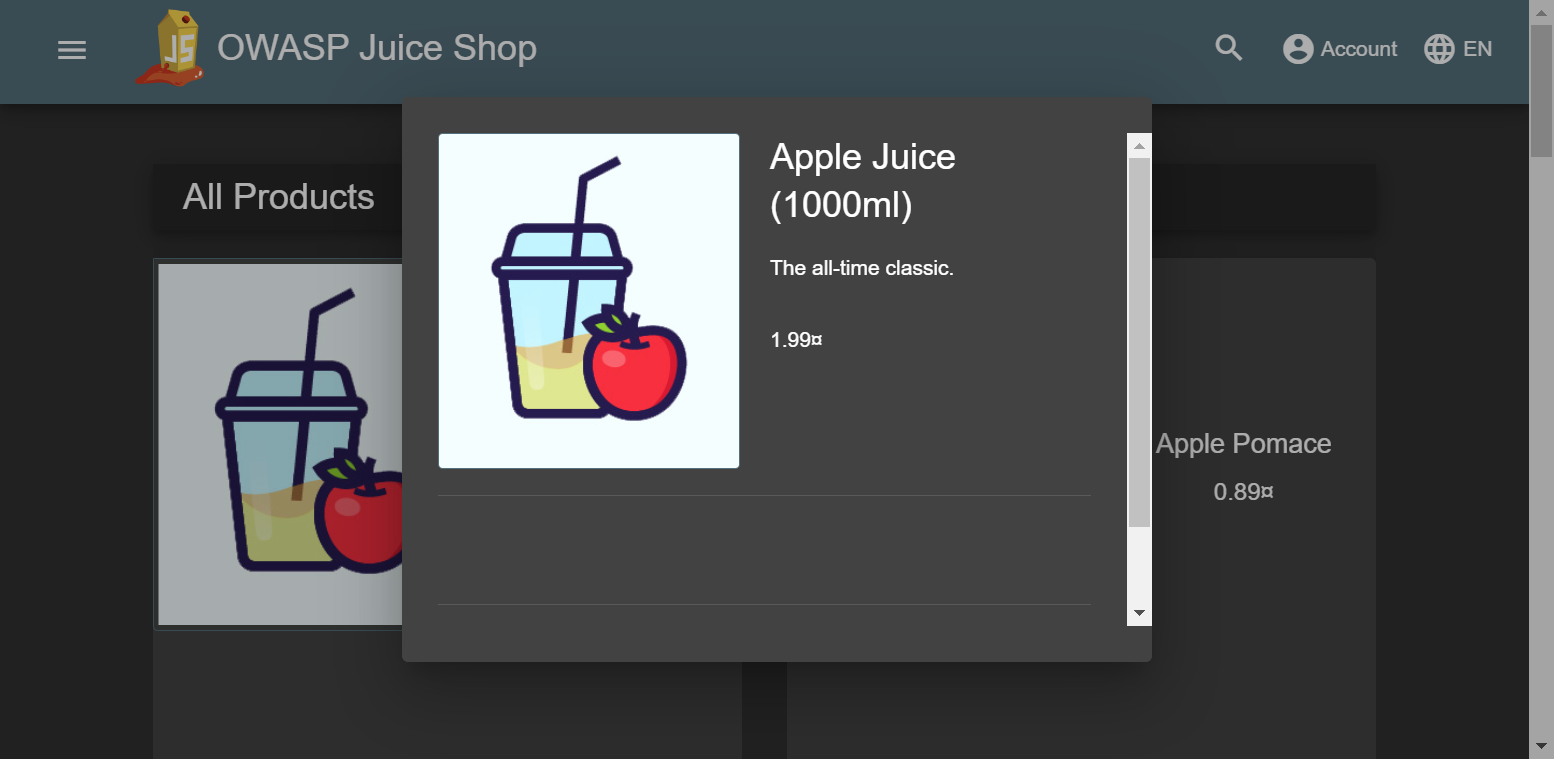 JS
OWASP Juice Shop
Account
EN
All Products
Apple Juice
(1000ml)
The all-time classic.
1.99¤
Apple Pomace
0.89¤